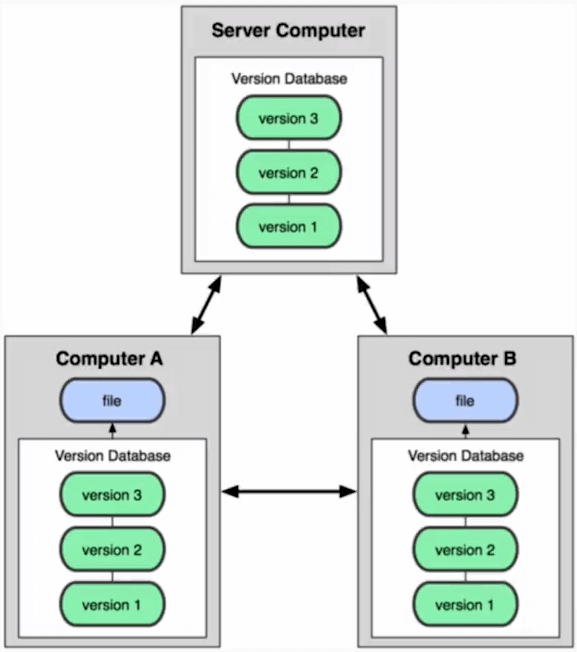 Server Computer
Version Database
version 3
version 2
version 1
Computer A
file
Version Database
version 3
version 2
version 1
Computer B
file
Version Database
version 3
version 2
version 1